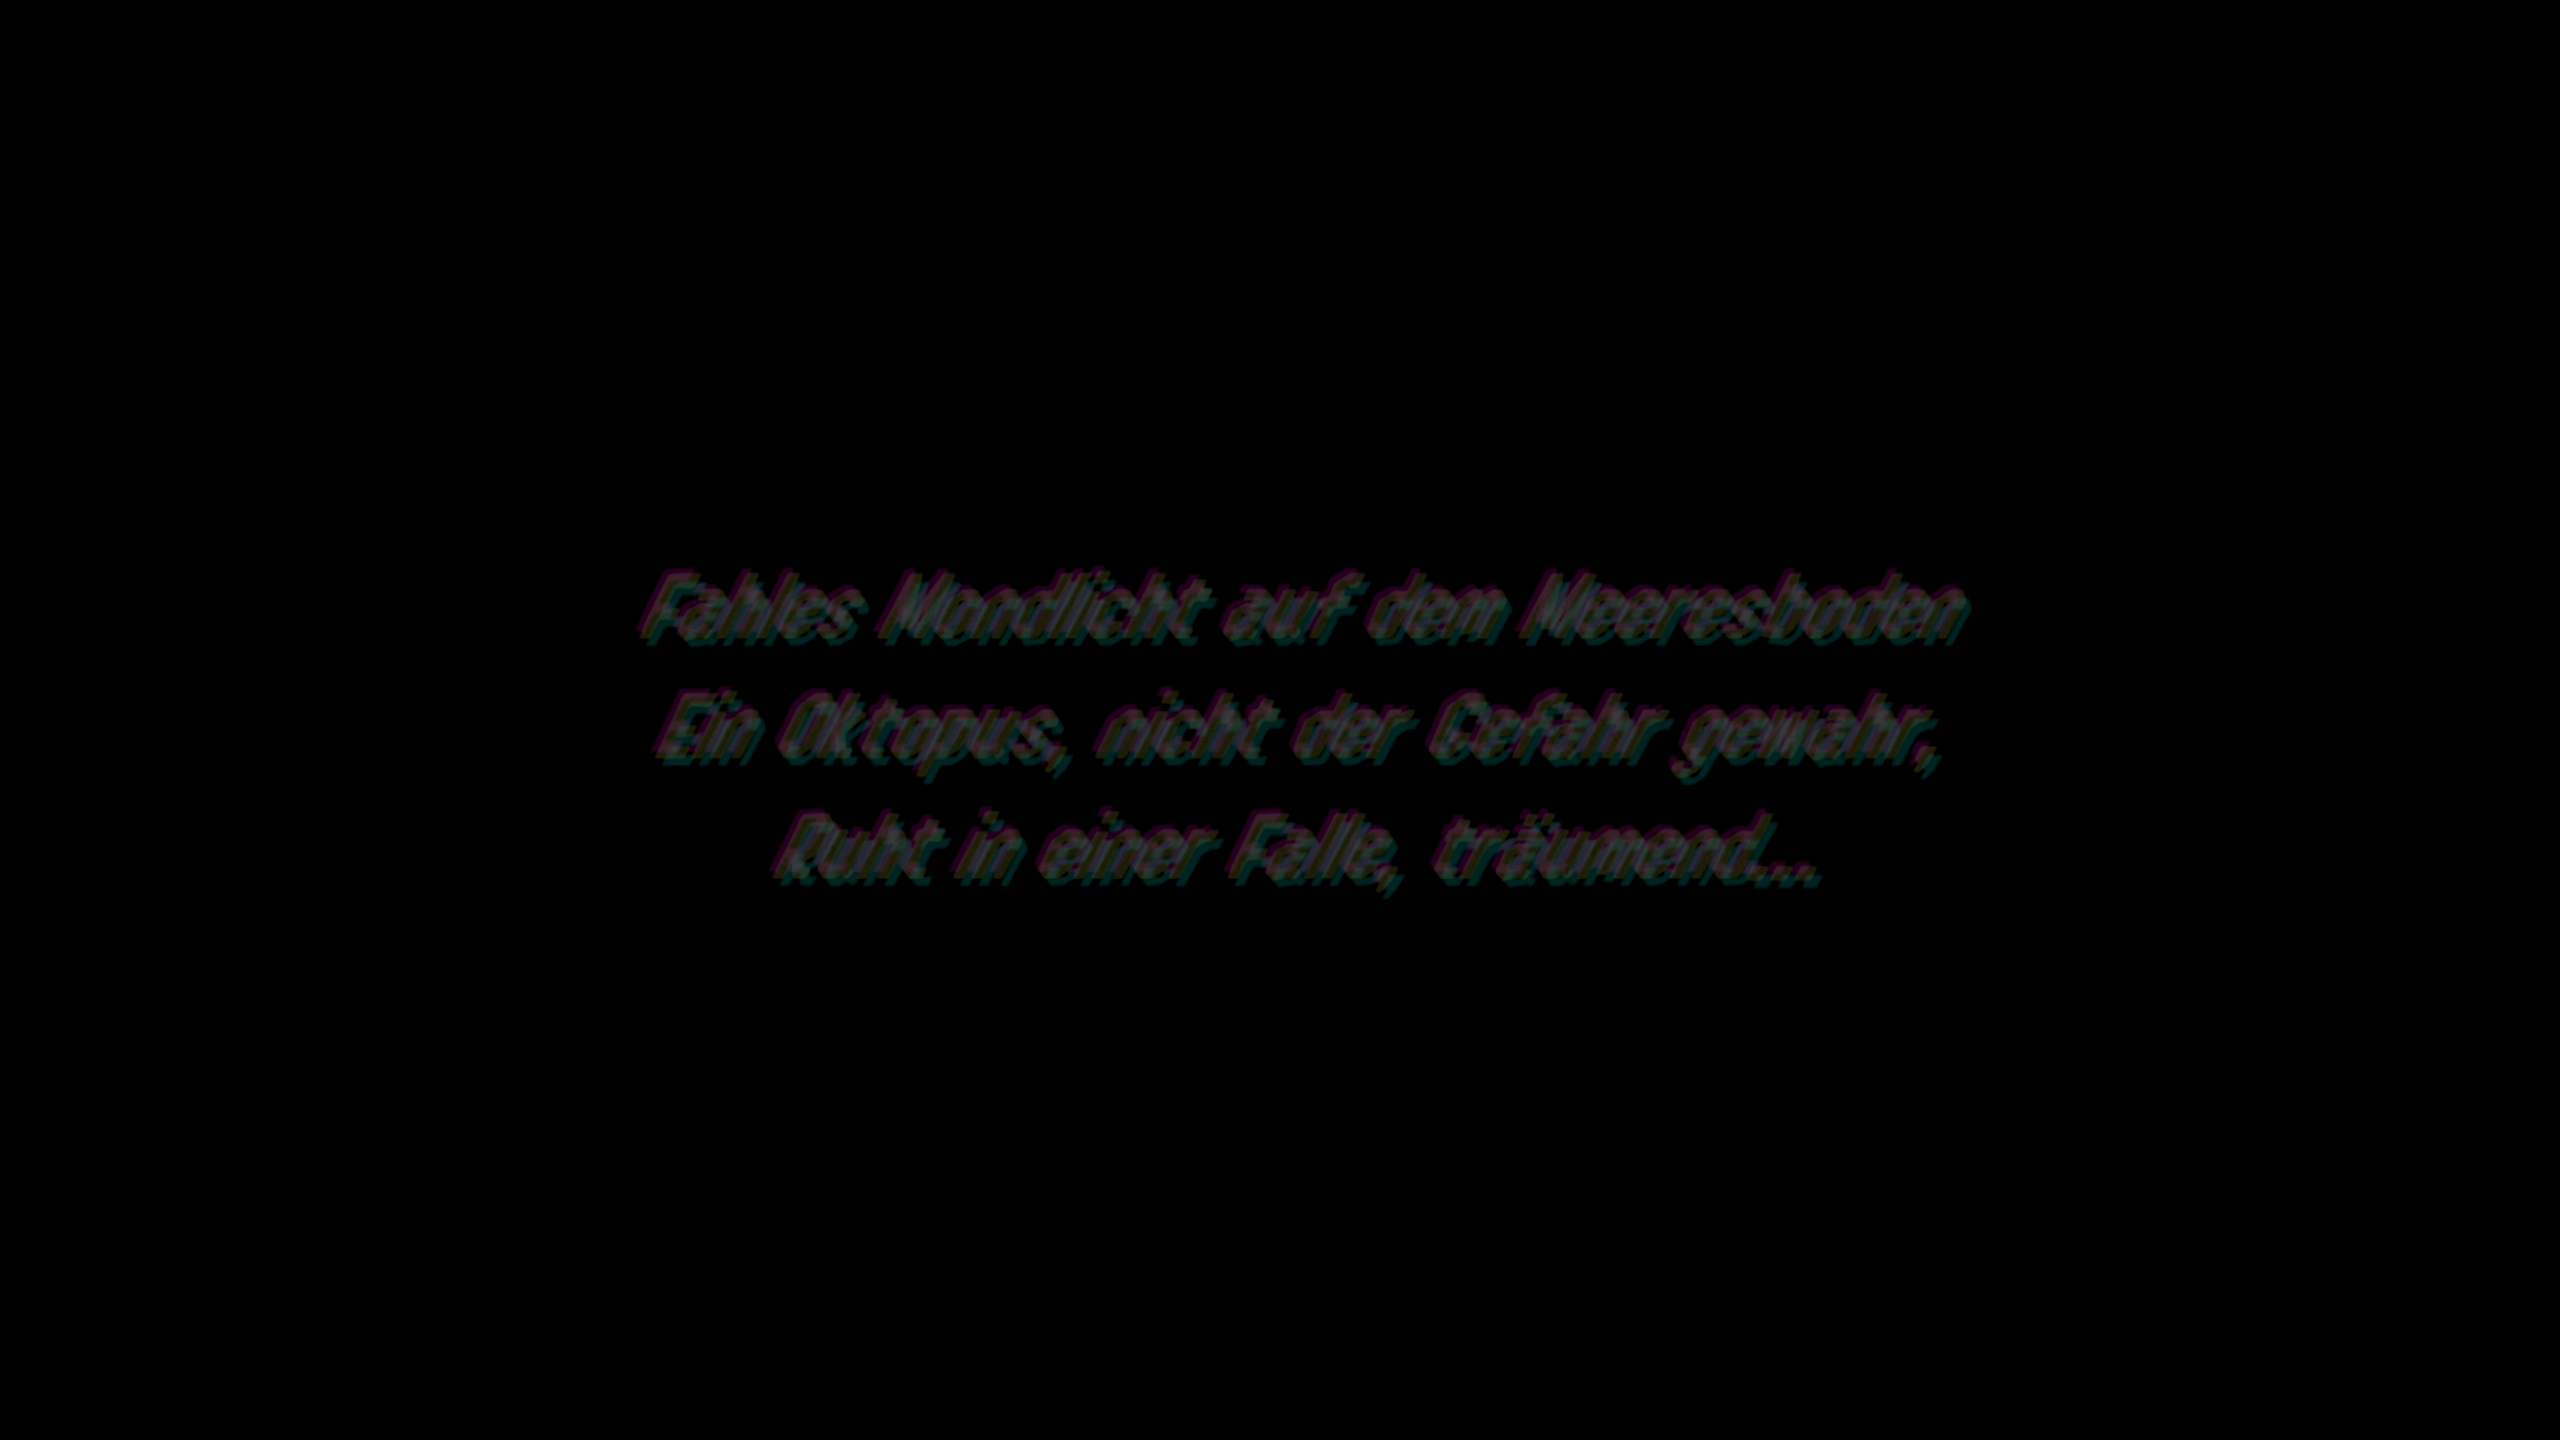 Fahles Mondlicht auf dem Meeresboden
Ein Oktopus, nicht der Gefahr gewahr,
Ruht in einer Falle, träumend...